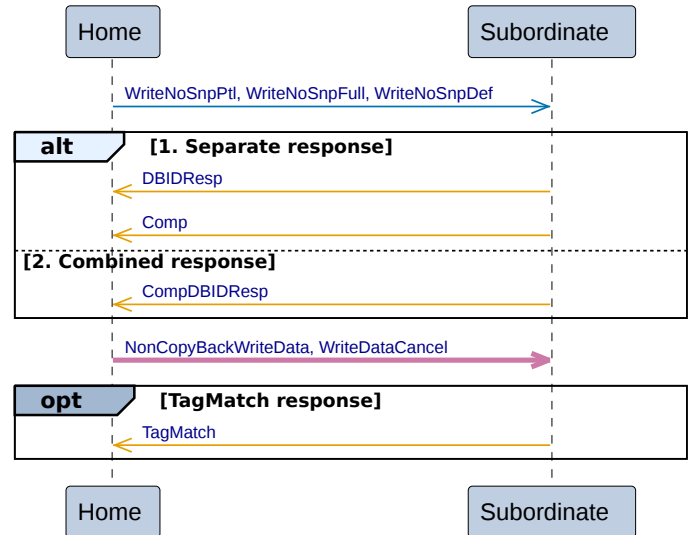 Home Subordinate
WriteNoSnpPtl, WriteNoSnpFull, WriteNoSnpDef
alt [1. Separate response]
DBIDResp
Comp
[2. Combined response]
CompDBIDResp
NonCopyBackWriteData, WriteDataCancel
opt [TagMatch response]
TagMatch
Home Subordinate